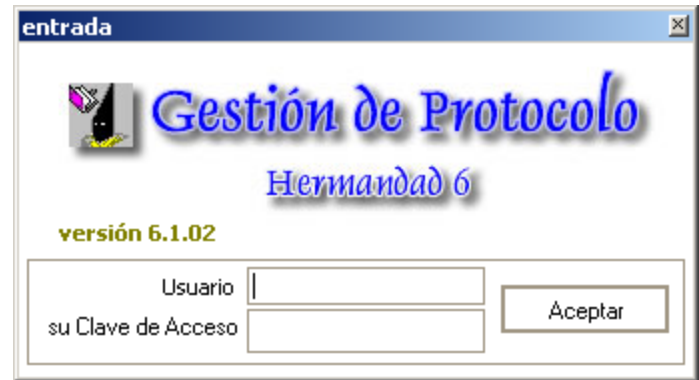 entrada
Gestión de Protocolo
Hermandad 6
versión 6.1.02
Usuario
su Clave de Acceso
Aceptar